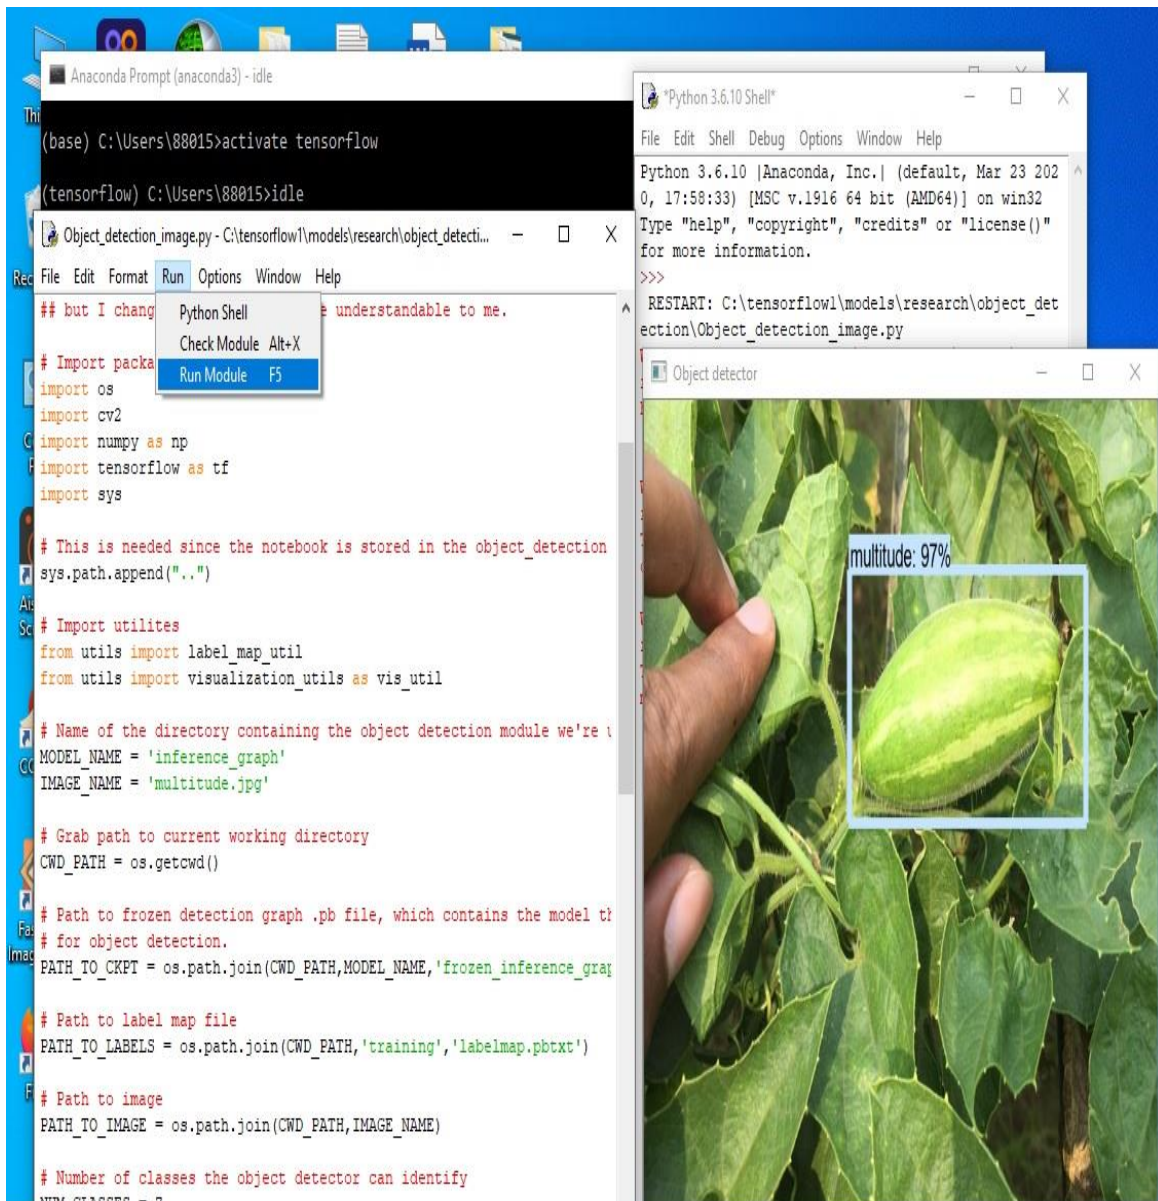 Anaconda Prompt (anaconda3) - idle
(base) C:\Users\88015>activate tensorflow
(tensorflow) C:\Users\88015>idle
Object_detection_image.py - C:\tensorflow1\models\research\object_detecti...
File Edit Format Run Options Window Help
Python Shell
Check Module Alt+X
Run Module F5
## but I chang e understandable to me.
# Import packa
import os
import cv2
import numpy as np
import tensorflow as tf
import sys
# This is needed since the notebook is stored in the object_detection
sys.path.append("..")
# Import utilites
from utils import label_map_util
from utils import visualization_utils as vis_util
# Name of the directory containing the object detection module we're u
MODEL_NAME = 'inference_graph'
IMAGE_NAME = 'multitude.jpg'
# Grab path to current working directory
CWD_PATH = os.getcwd()
# Path to frozen detection graph .pb file, which contains the model th
# for object detection.
PATH_TO_CKPT = os.path.join(CWD_PATH,MODEL_NAME,'frozen_inference_grap
# Path to label map file
PATH_TO_LABELS = os.path.join(CWD_PATH,'training','labelmap.pbtxt')
# Path to image
PATH_TO_IMAGE = os.path.join(CWD_PATH,IMAGE_NAME)
# Number of classes the object detector can identify
*Python 3.6.10 Shell*
File Edit Shell Debug Options Window Help
Python 3.6.10 |Anaconda, Inc.| (default, Mar 23 202
0, 17:58:33) [MSC v.1916 64 bit (AMD64)] on win32
Type "help", "copyright", "credits" or "license()"
for more information.
>>>
RESTART: C:\tensorflow1\models\research\object_det
ection\Object_detection_image.py
Object detector
multitude: 97%